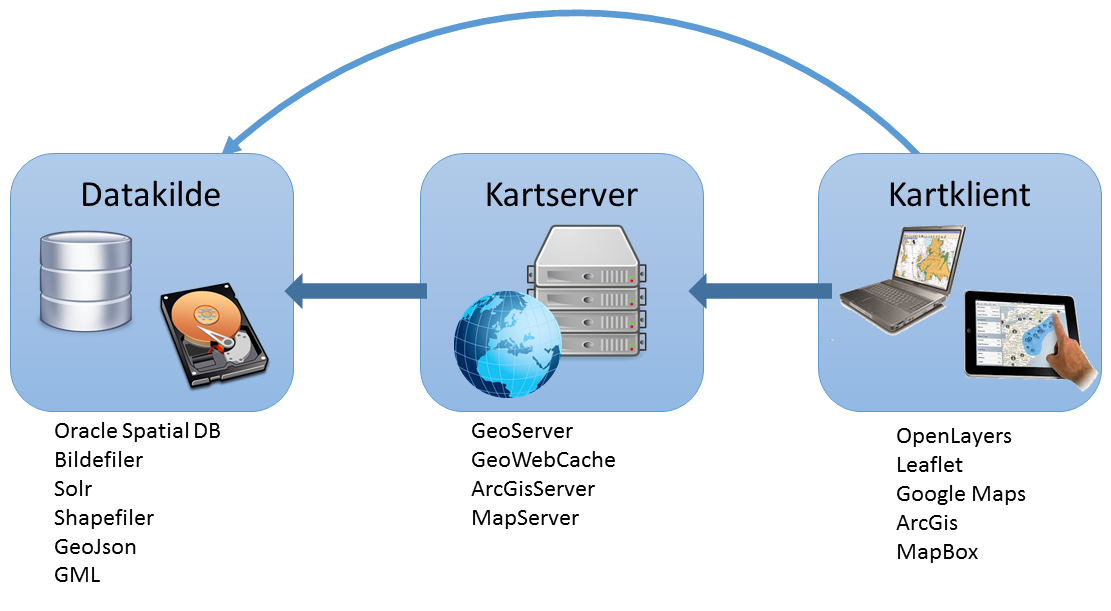 Datakilde
Kartserver
Kartklient
Oracle Spatial DB
Bildefiler
Solr
Shapefiler
GeoJson
GML
GeoServer
GeoWebCache
ArcGisServer
MapServer
OpenLayers
Leaflet
Google Maps
ArcGis
MapBox